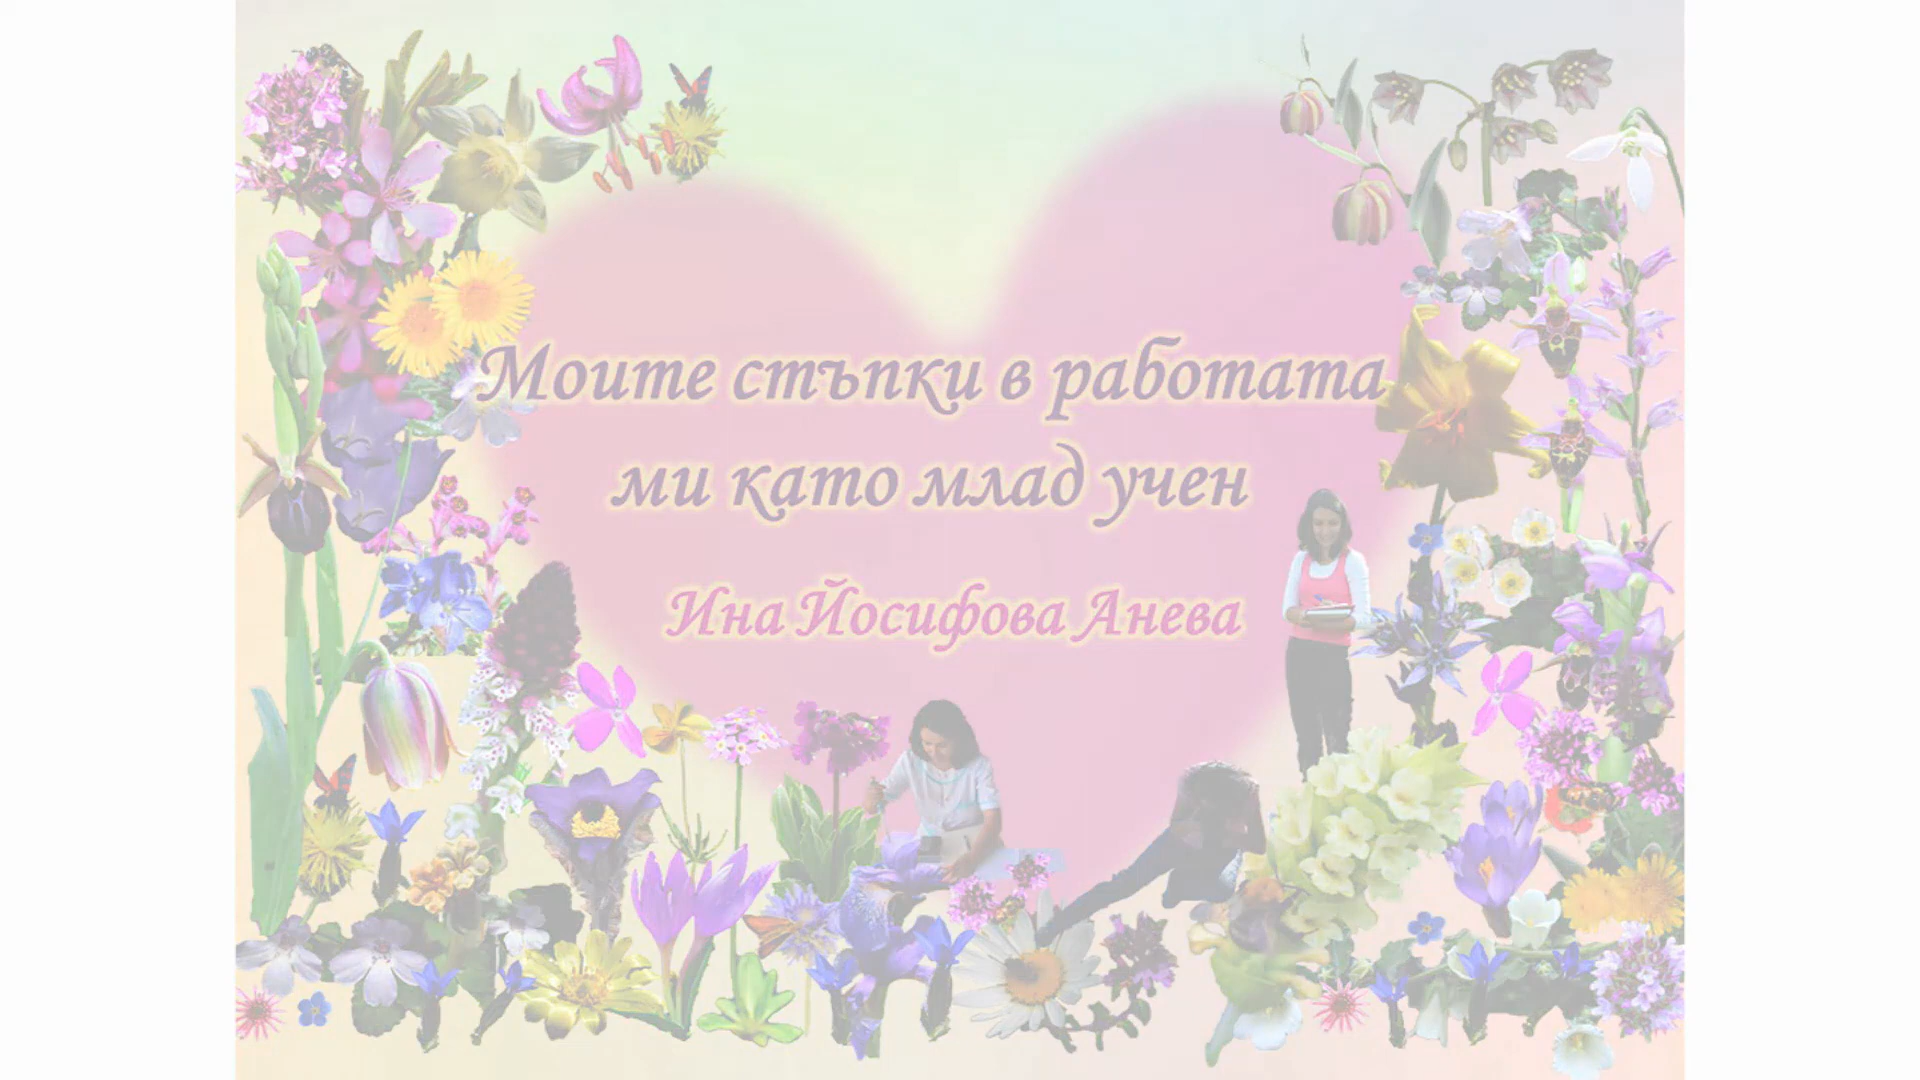 Моите стъпки в работата
ми като млад учен
Ина Йосифова Анева